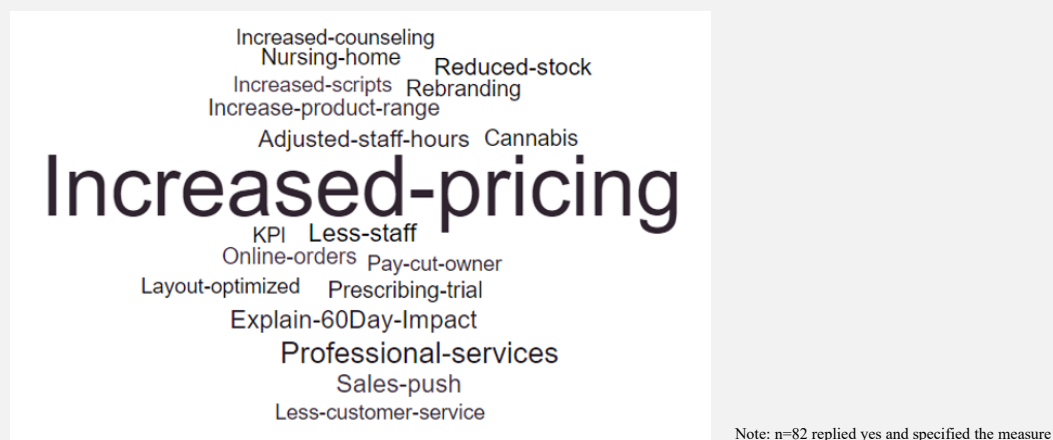 Increased-counseling
Nursing-home
Reduced-stock
Increased-scripts Rebranding
Increase-product-range
Adjusted-staff-hours Cannabis
Increased-pricing
KPI Less-staff
Online-orders Pay-cut-owner
Layout-optimized Prescribing-trial
Explain-60Day-Impact
Professional-services
Sales-push
Less-customer-service
Note: n=82 replied yes and specified the measure